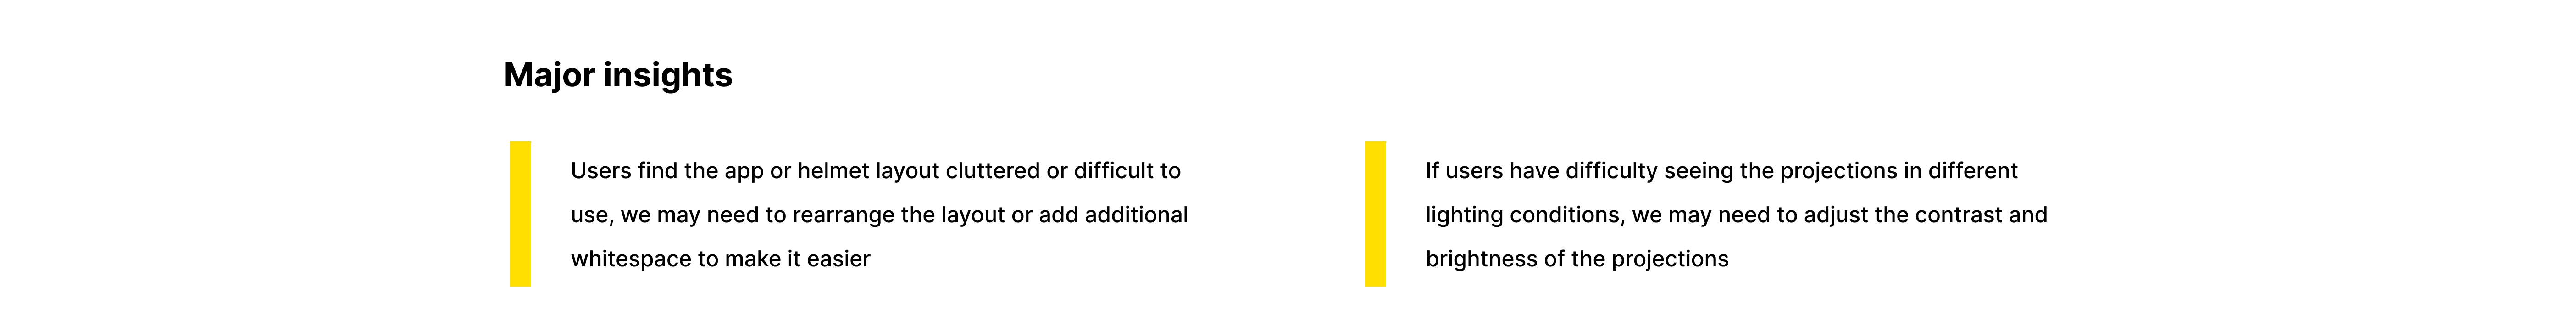 Major insights
Users find the app or helmet layout cluttered or difficult to
use, we may need to rearrange the layout or add additional
whitespace to make it easier
If users have difficulty seeing the projections in different
lighting conditions, we may need to adjust the contrast and
brightness of the projections